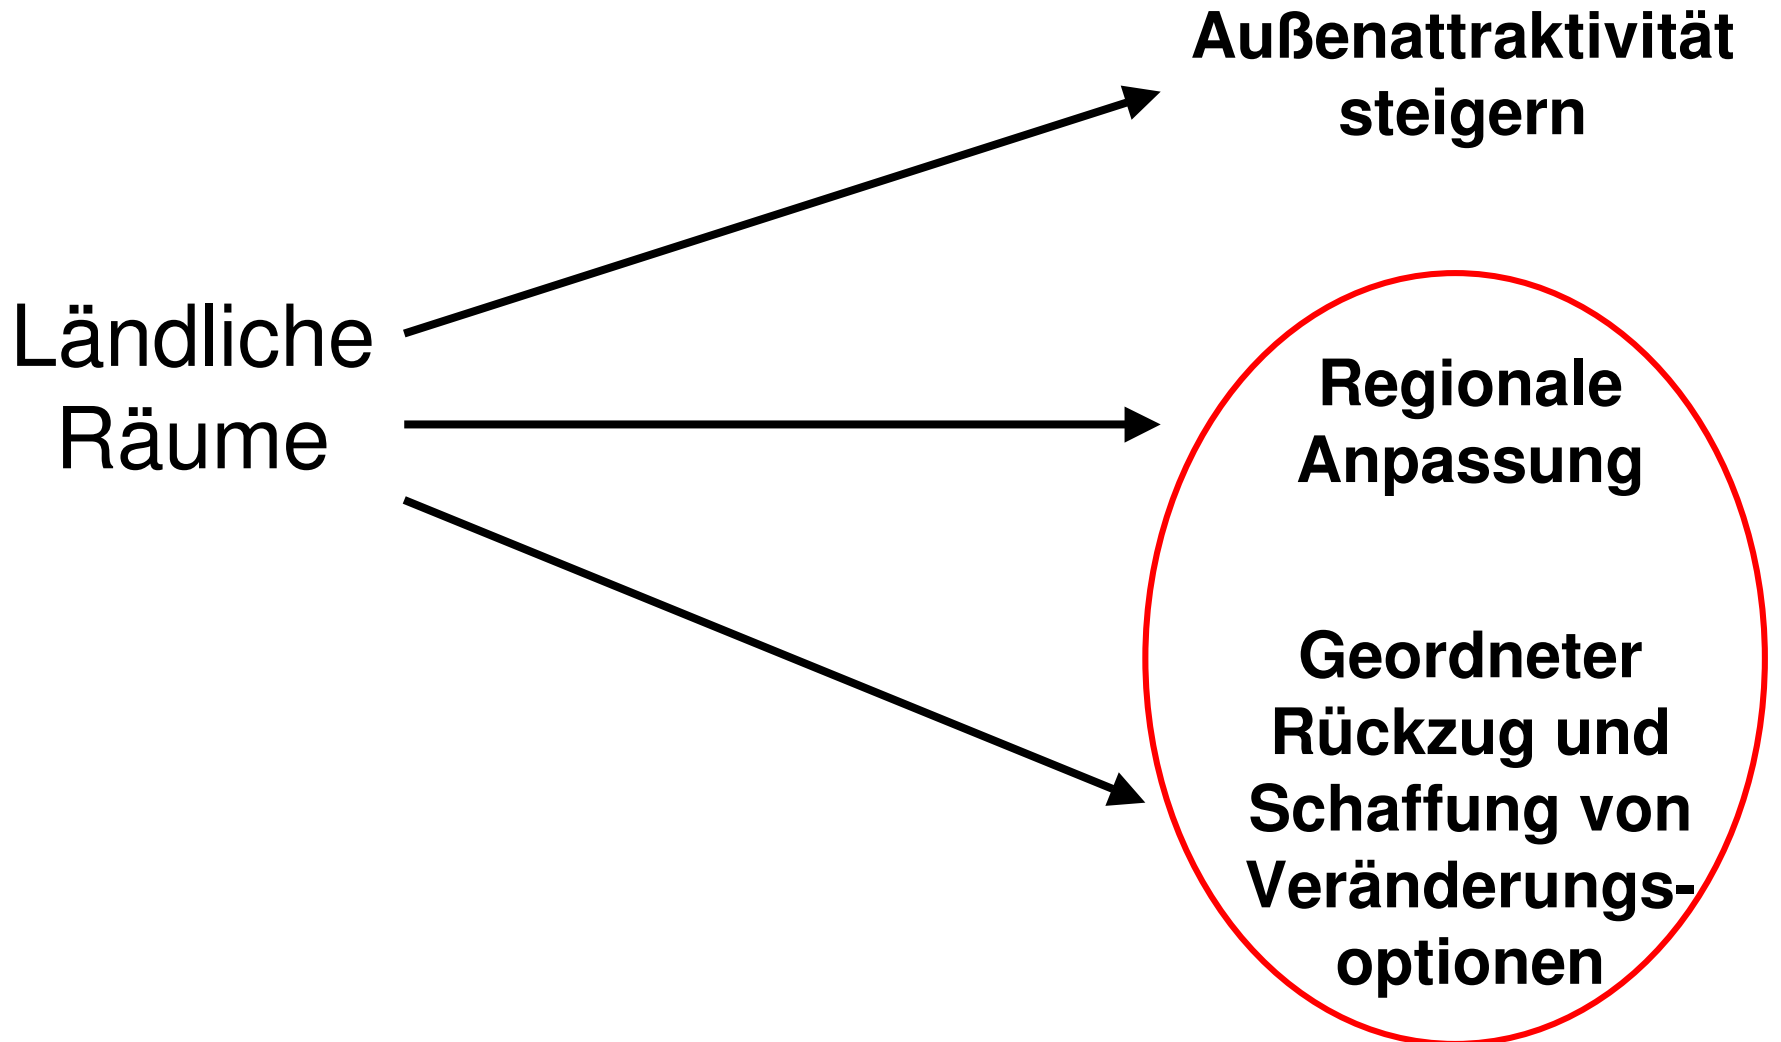 Außenattraktivität
steigern
Ländliche
Räume
Regionale
Anpassung
Geordneter
Rückzug und
Schaffung von
Veränderungs-
optionen